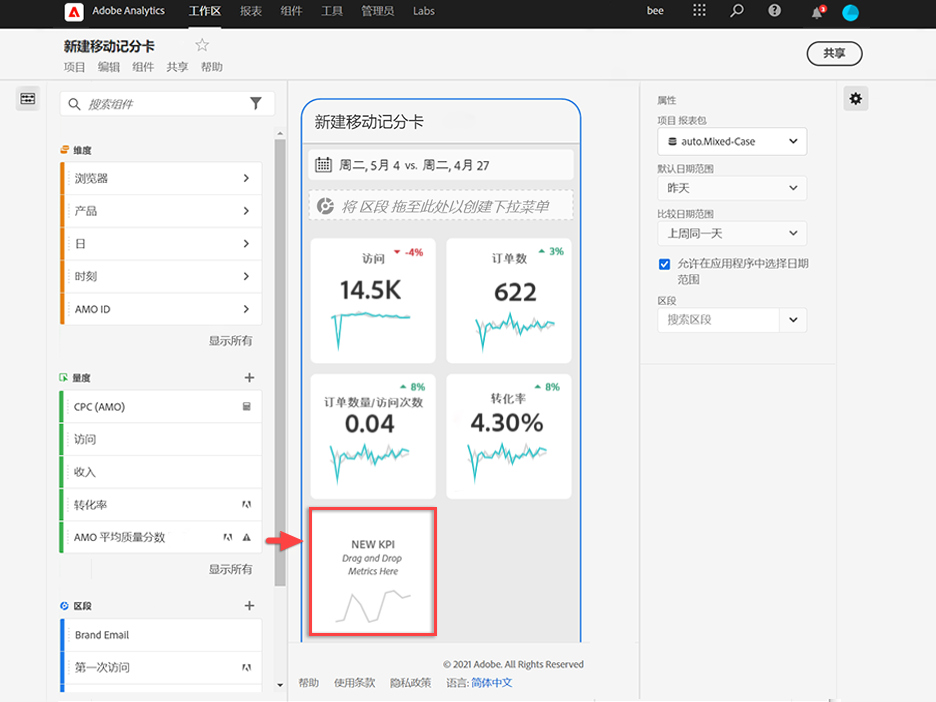 Adobe Analytics 工作区 报表 组件 工具 管理员 Labs bee 3
新建移动记分卡
项目 编辑 组件 共享 帮助
共享
搜索组件
维度
浏览器
产品
日
时刻
AMO ID
显示所有
量度
CPC (AMO)
访问
收入
转化率
AMO 平均质量分数
显示所有
区段
Brand Email
第一次访问
新建移动记分卡
周二, 5月 4 vs. 周二, 4月 27
将 区段 拖至此处以创建下拉菜单
访问 -4%
14.5K
订单数 3%
622
8%
订单数量/访问次数
0.04
8%
转化率
4.30%
NEW KPI
Drag and Drop
Metrics Here
© 2021 Adobe. All Rights Reserved
帮助 使用条款 隐私政策 语言: 简体中文
属性
项目 报表包
auto.Mixed-Case
默认日期范围
昨天
比较日期范围
上周同一天
允许在应用程序中选择日期
范围
区段
搜索区段